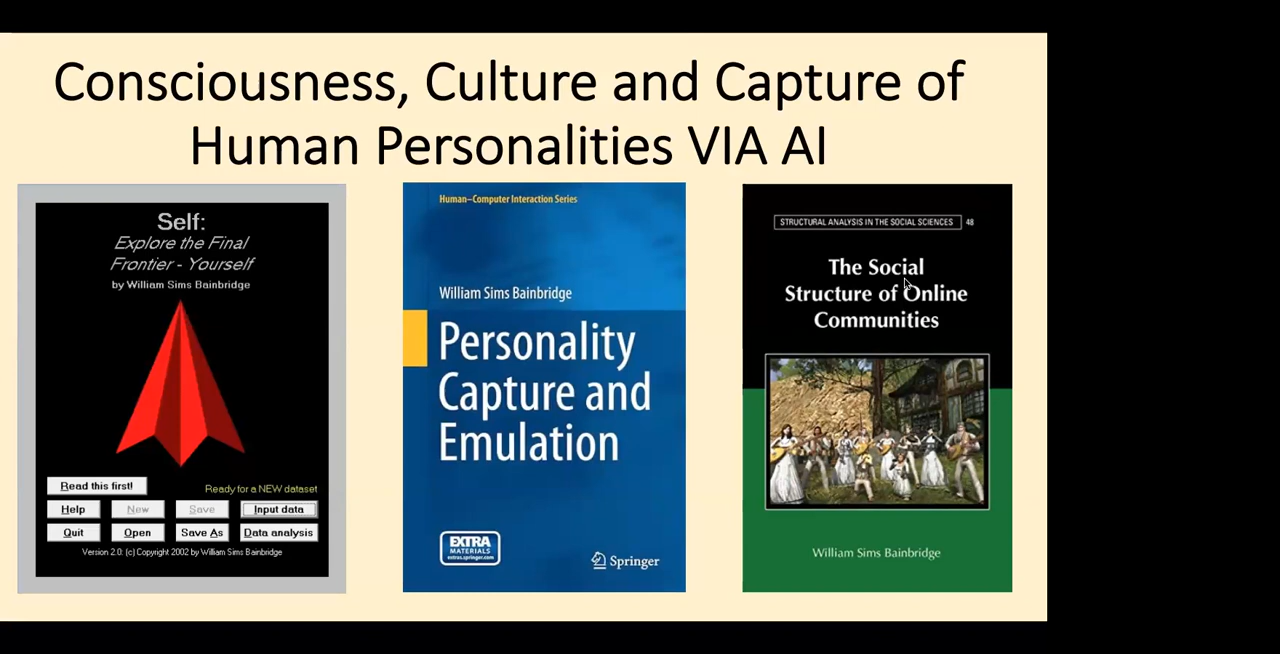 Consciousness, Culture and Capture of
Human Personalities VIA AI
Self:
Explore the Final
Frontier - Yourself
by William Sims Bainbridge
Read this first!
Ready for a NEW dataset
Help
New
Save
Input data
Quit
Open
Save As
Data analysis
Version 2.0: (c) Copyright 2002 by William Sims Bainbridge
Human–Computer Interaction Series
William Sims Bainbridge
Personality
Capture and
Emulation
EXTRA
MATERIALS
extras.springer.com
Springer
STRUCTURAL ANALYSIS IN THE SOCIAL SCIENCES 48
The Social
Structure of Online
Communities
William Sims Bainbridge